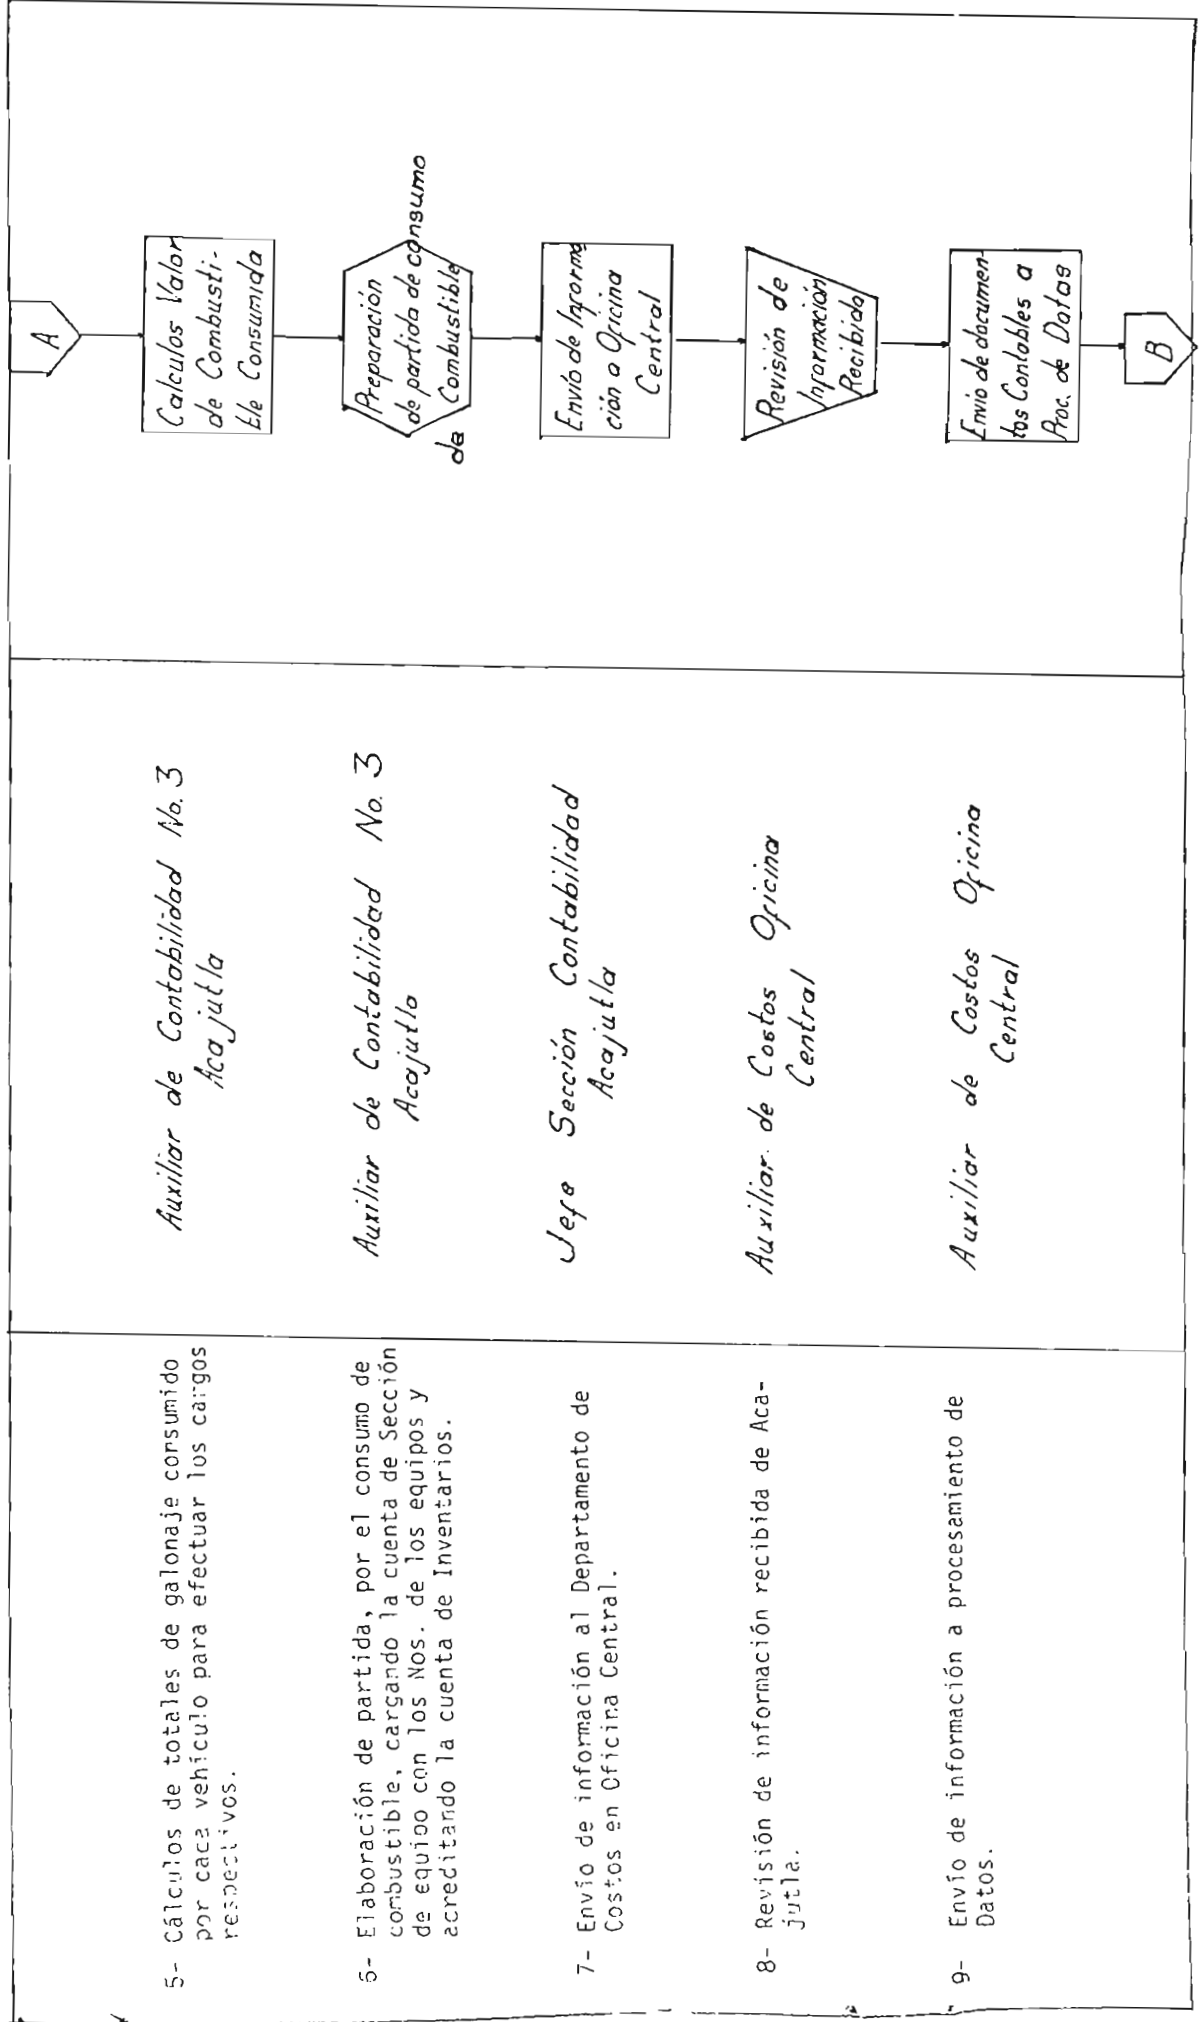 5- Cálculos de totales de galonaje consumido
por cada vehículo para efectuar los cargos
respectivos.
Auxiliar de Contabilidad No. 3
Acajutla
A
Calculos Valor
de Combusti-
ble Consumida
6- Elaboración de partida, por el consumo de
combustible, cargando la cuenta de Sección
de equipo con los Nos. de los equipos y
acreditando la cuenta de Inventarios.
Auxiliar de Contabilidad No. 3
Acajutla
Preparación
de partida de consumo
de Combustible
7- Envío de información al Departamento de
Costos en Oficina Central.
Jefe Sección Contabilidad
Acajutla
Envío de Informa
ción a Oficina
Central
8- Revisión de información recibida de Aca-
jutla.
Auxiliar de Costos Oficina
Central
Revisión de
Información
Recibida
9- Envío de información a procesamiento de
Datos.
Auxiliar de Costos Oficina
Central
Envio de documen-
tos Contables a
Proc. de Datas
B